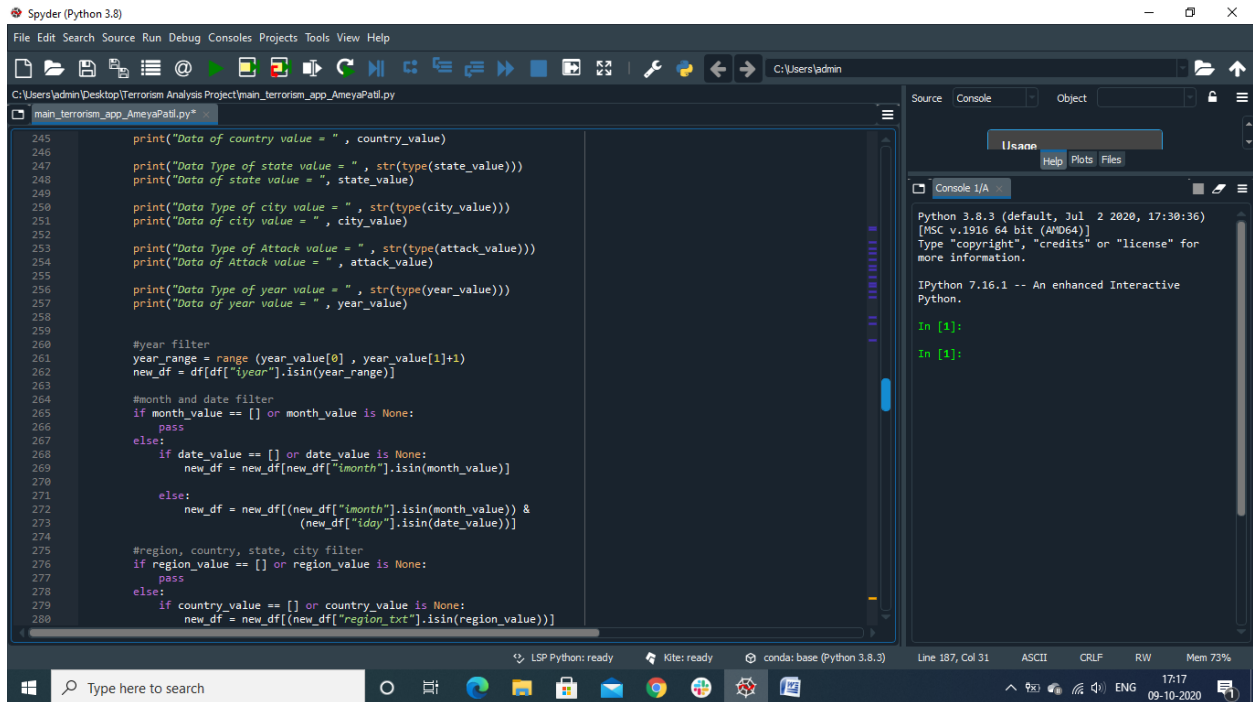 Spyder (Python 3.8)
File Edit Search Source Run Debug Consoles Projects Tools View Help
C:\Users\admin
C:\Users\admin\Desktop\Terrorism Analysis Project\main_terrorism_app_AmeyaPatil.py
main_terrorism_app_AmeyaPatil.py*
245 print("Data of country value = " , country_value)
246
247 print("Data Type of state value = " , str(type(state_value)))
248 print("Data of state value = ", state_value)
249
250 print("Data Type of city value = " , str(type(city_value)))
251 print("Data of city value = " , city_value)
252
253 print("Data Type of Attack value = " , str(type(attack_value)))
254 print("Data of Attack value = " , attack_value)
255
256 print("Data Type of year value = " , str(type(year_value)))
257 print("Data of year value = " , year_value)
258
259
260 #year filter
261 year_range = range (year_value[0] , year_value[1]+1)
262 new_df = df[df["iyear"].isin(year_range)]
263
264 #month and date filter
265 if month_value == [] or month_value is None:
266 pass
267 else:
268 if date_value == [] or date_value is None:
269 new_df = new_df[new_df["imonth"].isin(month_value)]
270
271 else:
272 new_df = new_df[(new_df["imonth"].isin(month_value)) &
273 (new_df["iday"].isin(date_value))]
274
275 #region, country, state, city filter
276 if region_value == [] or region_value is None:
277 pass
278 else:
279 if country_value == [] or country_value is None:
280 new_df = new_df[(new_df["region_txt"].isin(region_value))]
Source Console Object
Usage
Help Plots Files
Console 1/A
Python 3.8.3 (default, Jul 2 2020, 17:30:36)
[MSC v.1916 64 bit (AMD64)]
Type "copyright", "credits" or "license" for
more information.
IPython 7.16.1 -- An enhanced Interactive
Python.
In [1]:
In [1]:
LSP Python: ready Kite: ready conda: base (Python 3.8.3) Line 187, Col 31 ASCII CRLF RW Mem 73%
Type here to search
ENG
17:17
09-10-2020
1